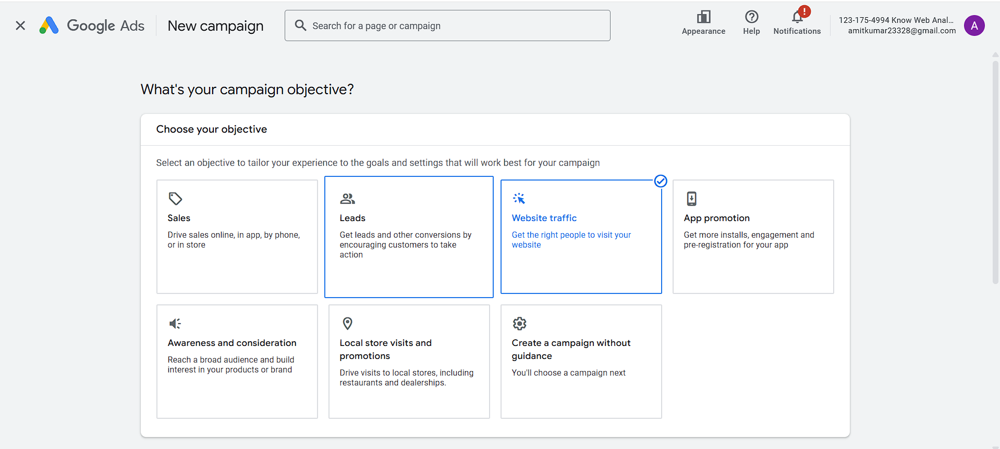 Google Ads
New campaign
Search for a page or campaign
Appearance
Help
!
Notifications
123-175-4994 Know Web Anal...
amitkumar23328@gmail.com
A
What's your campaign objective?
Choose your objective
Select an objective to tailor your experience to the goals and settings that will work best for your campaign
Sales
Drive sales online, in app, by phone,
or in store
Leads
Get leads and other conversions by
encouraging customers to take
action
Website traffic
Get the right people to visit your
website
App promotion
Get more installs, engagement and
pre-registration for your app
Awareness and consideration
Reach a broad audience and build
interest in your products or brand
Local store visits and
promotions
Drive visits to local stores, including
restaurants and dealerships.
Create a campaign without
guidance
You'll choose a campaign next